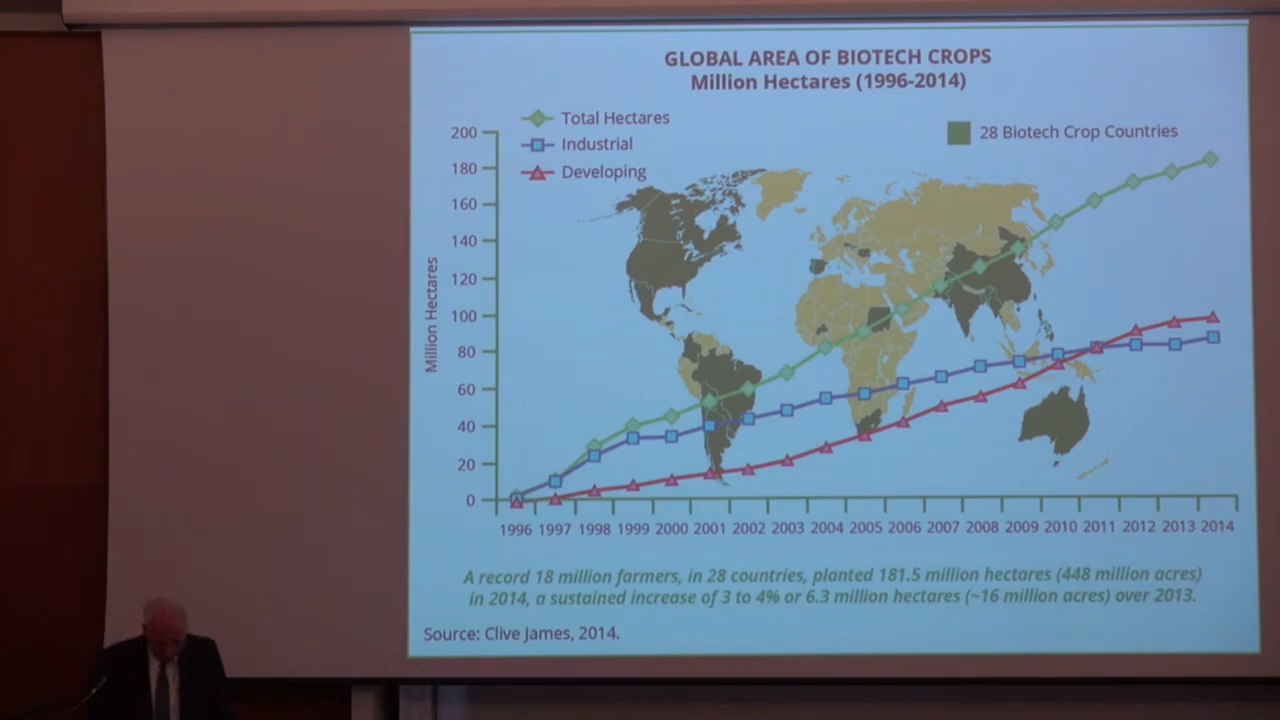 GLOBAL AREA OF BIOTECH CROPS
Million Hectares (1996-2014)
Total Hectares
Industrial
Developing
28 Biotech Crop Countries
Million Hectares
200
180
160
140
120
100
80
60
40
20
0
1996 1997 1998 1999 2000 2001 2002 2003 2004 2005 2006 2007 2008 2009 2010 2011 2012 2013 2014
A record 18 million farmers, in 28 countries, planted 181.5 million hectares (448 million acres)
in 2014, a sustained increase of 3 to 4% or 6.3 million hectares (~16 million acres) over 2013.
Source: Clive James, 2014.